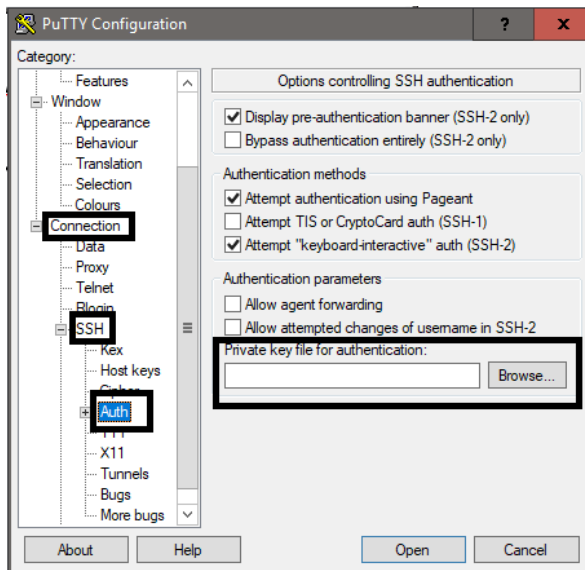 PuTTY Configuration
?
x
Category:
Features
Window
Appearance
Behaviour
Translation
Selection
Colours
Connection
Data
Proxy
Telnet
Rlogin
SSH
Kex
Host keys
Cipher
Auth
TTY
X11
Tunnels
Bugs
More bugs
Options controlling SSH authentication
Display pre-authentication banner (SSH-2 only)
Bypass authentication entirely (SSH-2 only)
Authentication methods
Attempt authentication using Pageant
Attempt TIS or CryptoCard auth (SSH-1)
Attempt "keyboard-interactive" auth (SSH-2)
Authentication parameters
Allow agent forwarding
Allow attempted changes of username in SSH-2
Private key file for authentication:
Browse...
About
Help
Open
Cancel